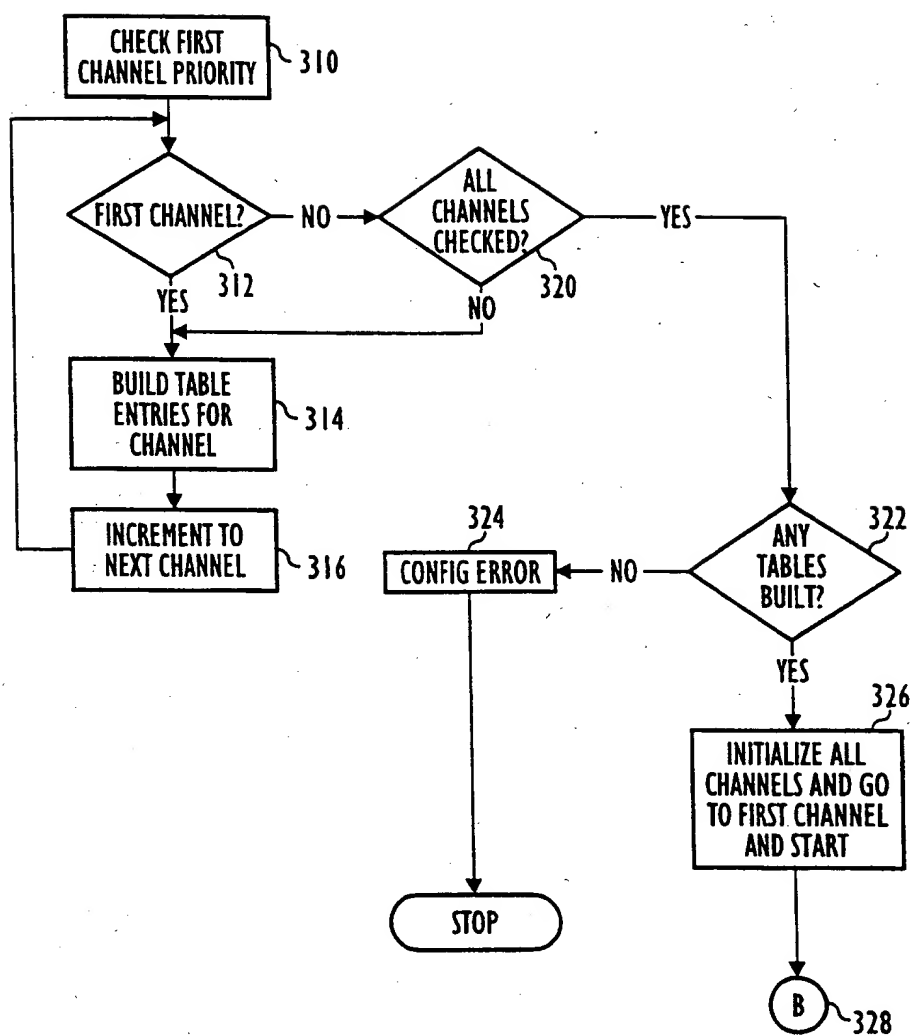 CHECK FIRST
CHANNEL PRIORITY
310
FIRST CHANNEL?
312
NO
ALL
CHANNELS
CHECKED?
320
YES
YES
NO
BUILD TABLE
ENTRIES FOR
CHANNEL
314
INCREMENT TO
NEXT CHANNEL
316
324
CONFIG ERROR
NO
ANY
TABLES
BUILT?
322
YES
326
INITIALIZE ALL
CHANNELS AND GO
TO FIRST CHANNEL
AND START
STOP
B
328